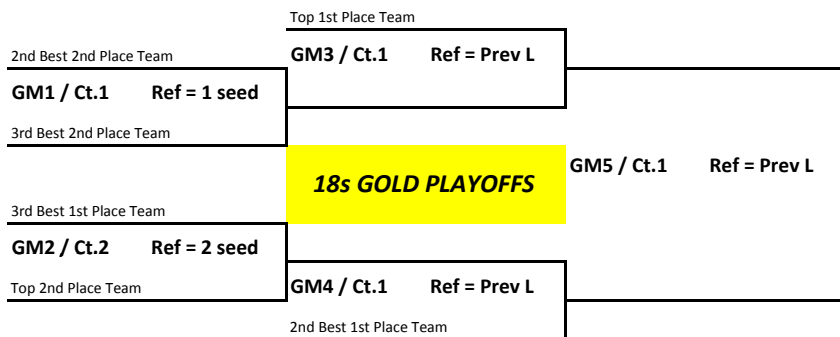 Top 1st Place Team
2nd Best 2nd Place Team
GM3 / Ct.1 Ref = Prev L
GM1 / Ct.1 Ref = 1 seed
3rd Best 2nd Place Team
18s GOLD PLAYOFFS
GM5 / Ct.1 Ref = Prev L
3rd Best 1st Place Team
GM2 / Ct.2 Ref = 2 seed
Top 2nd Place Team
GM4 / Ct.1 Ref = Prev L
2nd Best 1st Place Team